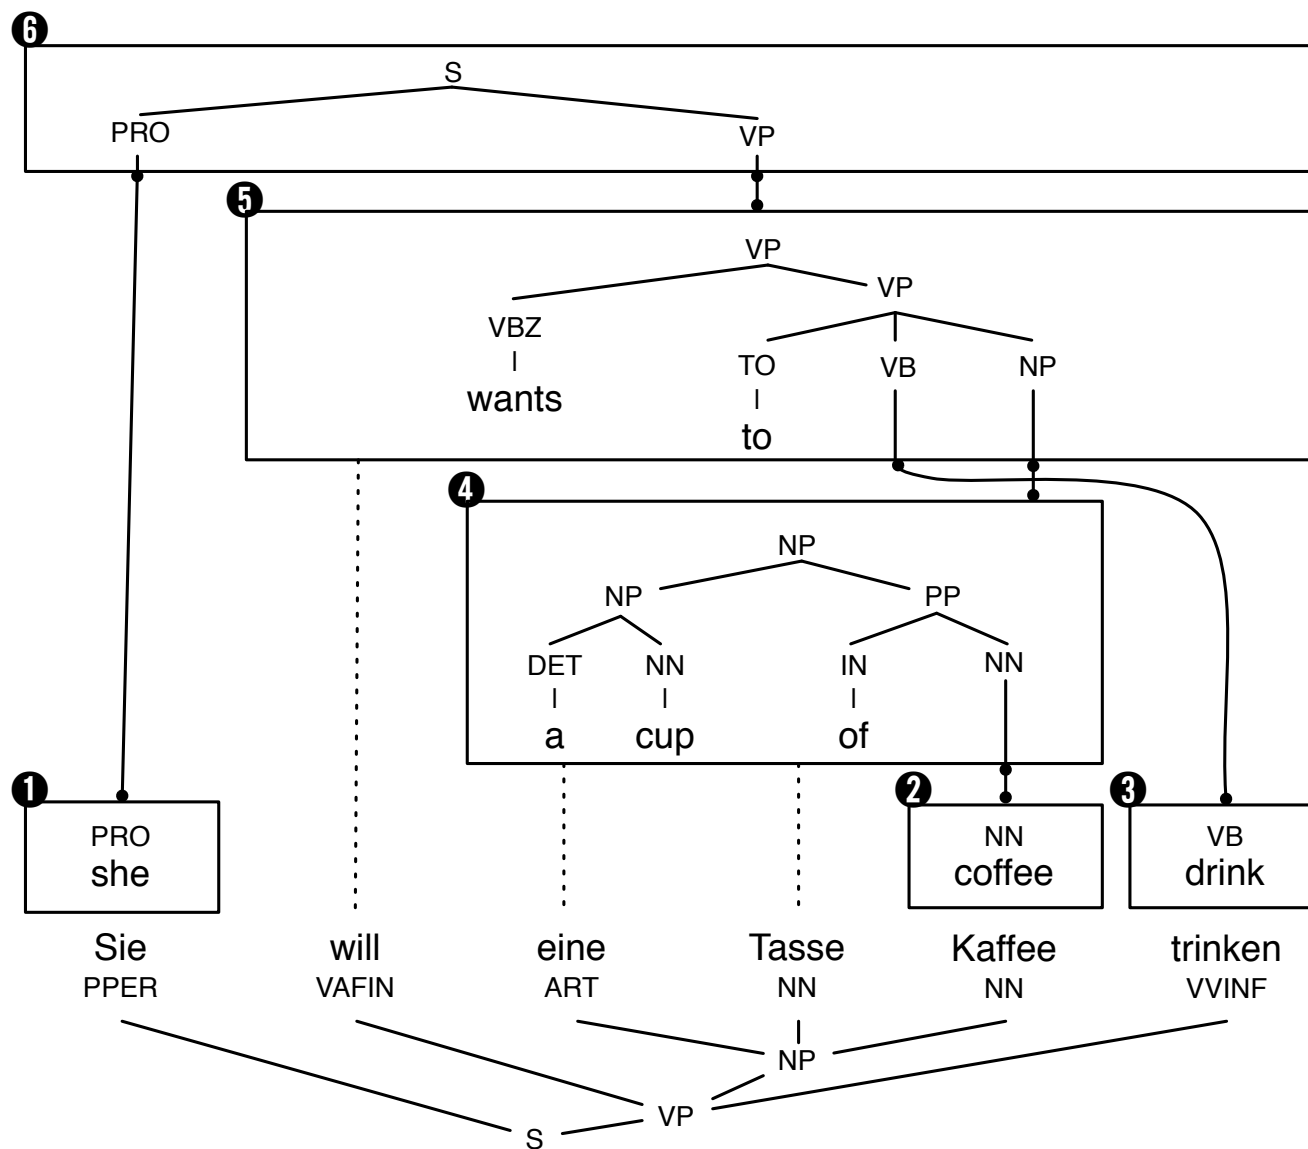 6
S
PRO VP
5
VP
VP
VBZ
TO VB NP
wants
to
4
NP
NP PP
DET NN IN NN
a cup of
1 2 3
PRO NN VB
she coffee drink
Sie will eine Tasse Kaffee trinken
PPER VAFIN ART NN NN VVINF
NP
VP
S